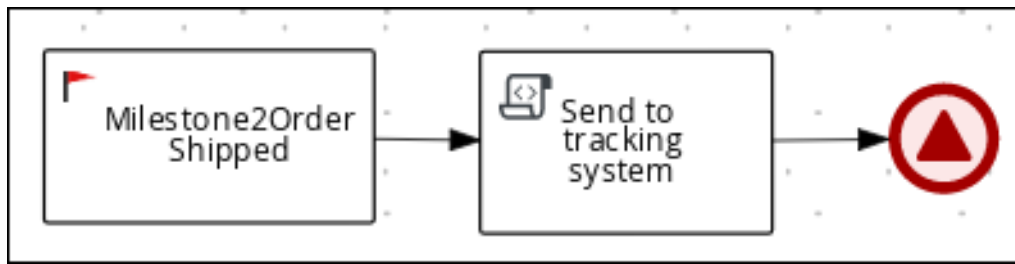 Milestone2Order
Shipped
Send to
tracking
system